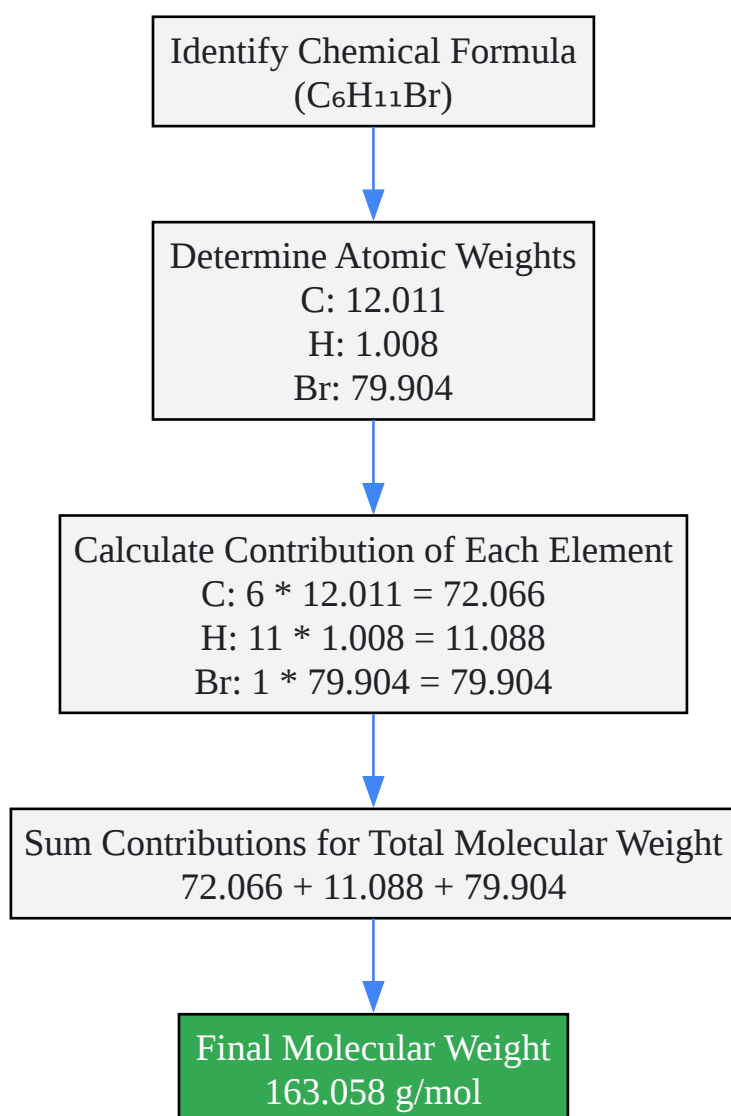 Identify Chemical Formula
(C₆H₁₁Br)
Determine Atomic Weights
C: 12.011
H: 1.008
Br: 79.904
Calculate Contribution of Each Element
C: 6 * 12.011 = 72.066
H: 11 * 1.008 = 11.088
Br: 1 * 79.904 = 79.904
Sum Contributions for Total Molecular Weight
72.066 + 11.088 + 79.904
Final Molecular Weight
163.058 g/mol